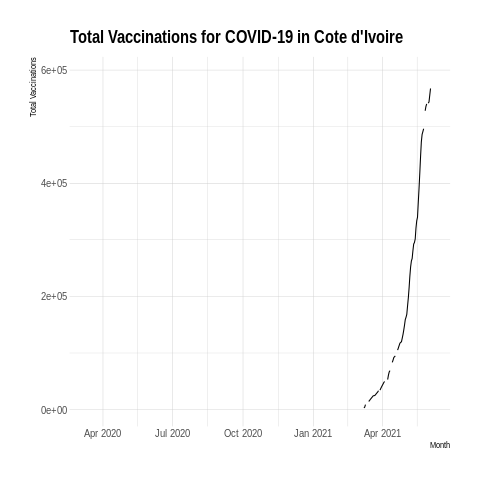 Total Vaccinations for COVID-19 in Cote d'Ivoire
Total Vaccinations
6e+05
4e+05
2e+05
0e+00
Apr 2020 Jul 2020 Oct 2020 Jan 2021 Apr 2021
Month